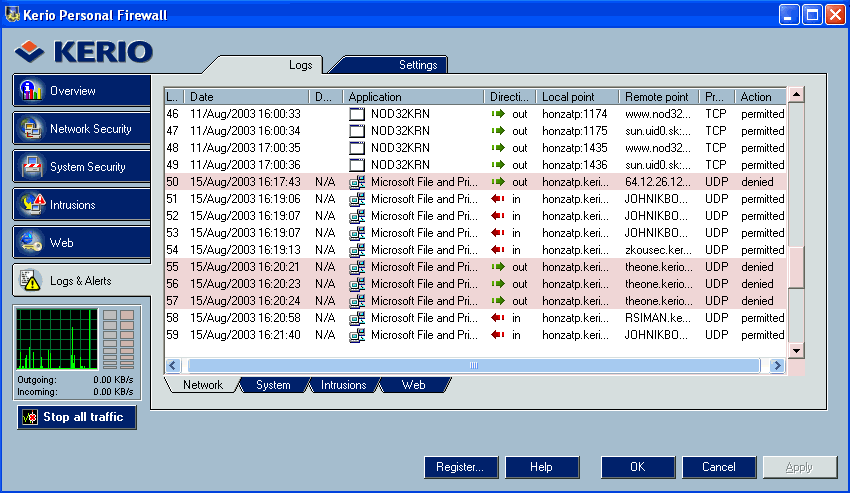 Kerio Personal Firewall
KERIO
Logs Settings
Overview
Network Security
System Security
Intrusions
Web
Logs & Alerts
L... Date D... Application Directi... Local point Remote point Pr... Action
46 11/Aug/2003 16:00:33 NOD32KRN out honzatp:1174 www.nod32... TCP permitted
47 11/Aug/2003 16:00:34 NOD32KRN out honzatp:1175 sun.uid0.sk:... TCP permitted
48 11/Aug/2003 17:00:35 NOD32KRN out honzatp:1435 www.nod32... TCP permitted
49 11/Aug/2003 17:00:36 NOD32KRN out honzatp:1436 sun.uid0.sk:... TCP permitted
50 15/Aug/2003 16:17:43 N/A Microsoft File and Pri... out honzatp.keri... 64.12.26.12... UDP denied
51 15/Aug/2003 16:19:06 N/A Microsoft File and Pri... in honzatp.keri... JOHNIKBO... UDP permitted
52 15/Aug/2003 16:19:07 N/A Microsoft File and Pri... in honzatp.keri... JOHNIKBO... UDP permitted
53 15/Aug/2003 16:19:07 N/A Microsoft File and Pri... in honzatp.keri... JOHNIKBO... UDP permitted
54 15/Aug/2003 16:19:13 N/A Microsoft File and Pri... in honzatp.keri... zkousec.ker... UDP permitted
55 15/Aug/2003 16:20:21 N/A Microsoft File and Pri... out honzatp.keri... theone.kerio... UDP denied
56 15/Aug/2003 16:20:23 N/A Microsoft File and Pri... out honzatp.keri... theone.kerio... UDP denied
57 15/Aug/2003 16:20:24 N/A Microsoft File and Pri... out honzatp.keri... theone.kerio... UDP denied
58 15/Aug/2003 16:20:58 N/A Microsoft File and Pri... in honzatp.keri... RSIMAN.ke... UDP permitted
59 15/Aug/2003 16:21:40 N/A Microsoft File and Pri... in honzatp.keri... JOHNIKBO... UDP permitted
Network System Intrusions Web
Outgoing: 0.00 KB/s
Incoming: 0.00 KB/s
Stop all traffic
Register... Help OK Cancel Apply